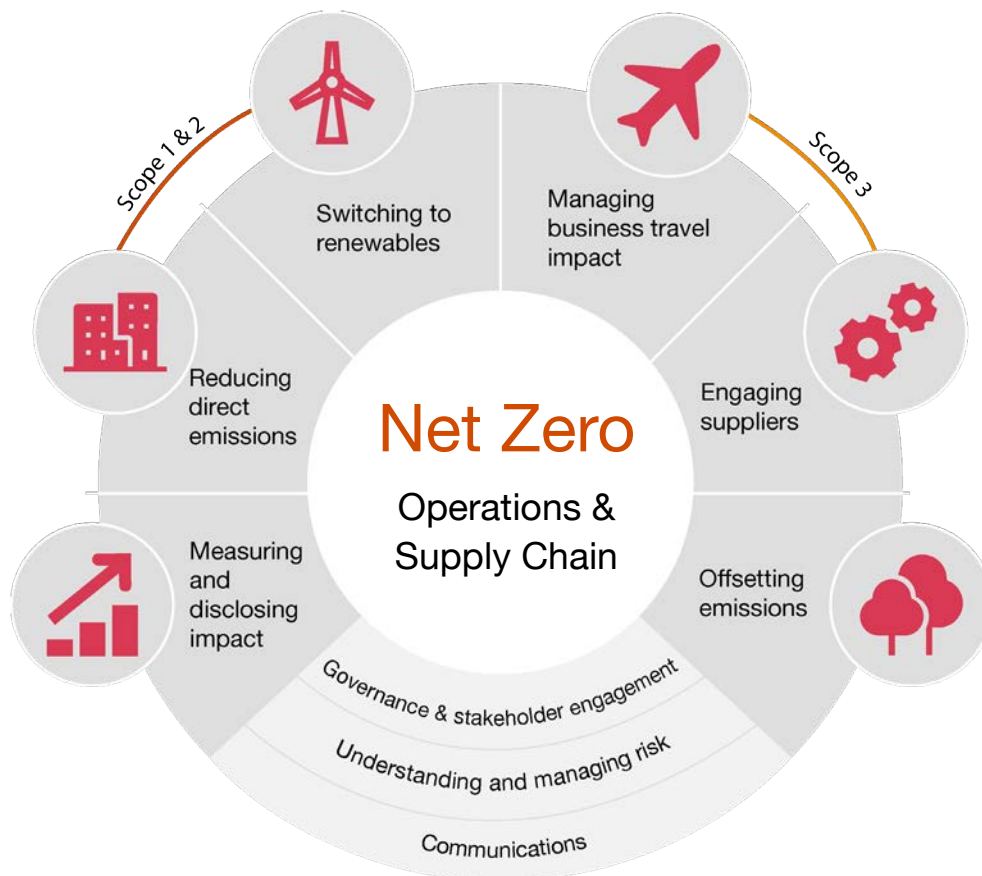 Scope 1 & 2
Scope 3
Switching to
renewables
Managing
business travel
impact
Reducing
direct
emissions
Engaging
suppliers
Net Zero
Operations &
Supply Chain
Measuring
and
disclosing
impact
Offsetting
emissions
Governance & stakeholder engagement
Understanding and managing risk
Communications